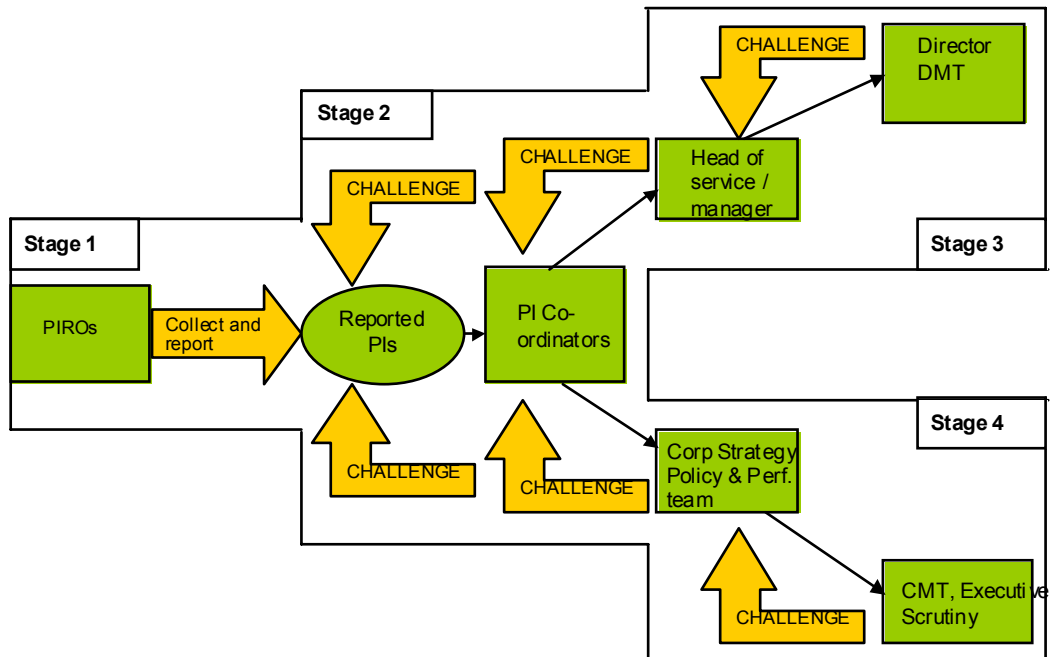 CHALLENGE
Director
DMT
Stage 2
CHALLENGE
Head of
service /
manager
CHALLENGE
Stage 1
Stage 3
PIROs
Collect and
report
Reported
PIs
PI Co-
ordinators
Stage 4
Corp Strategy
Policy & Perf.
team
CHALLENGE
CHALLENGE
CHALLENGE
CMT, Executive
Scrutiny